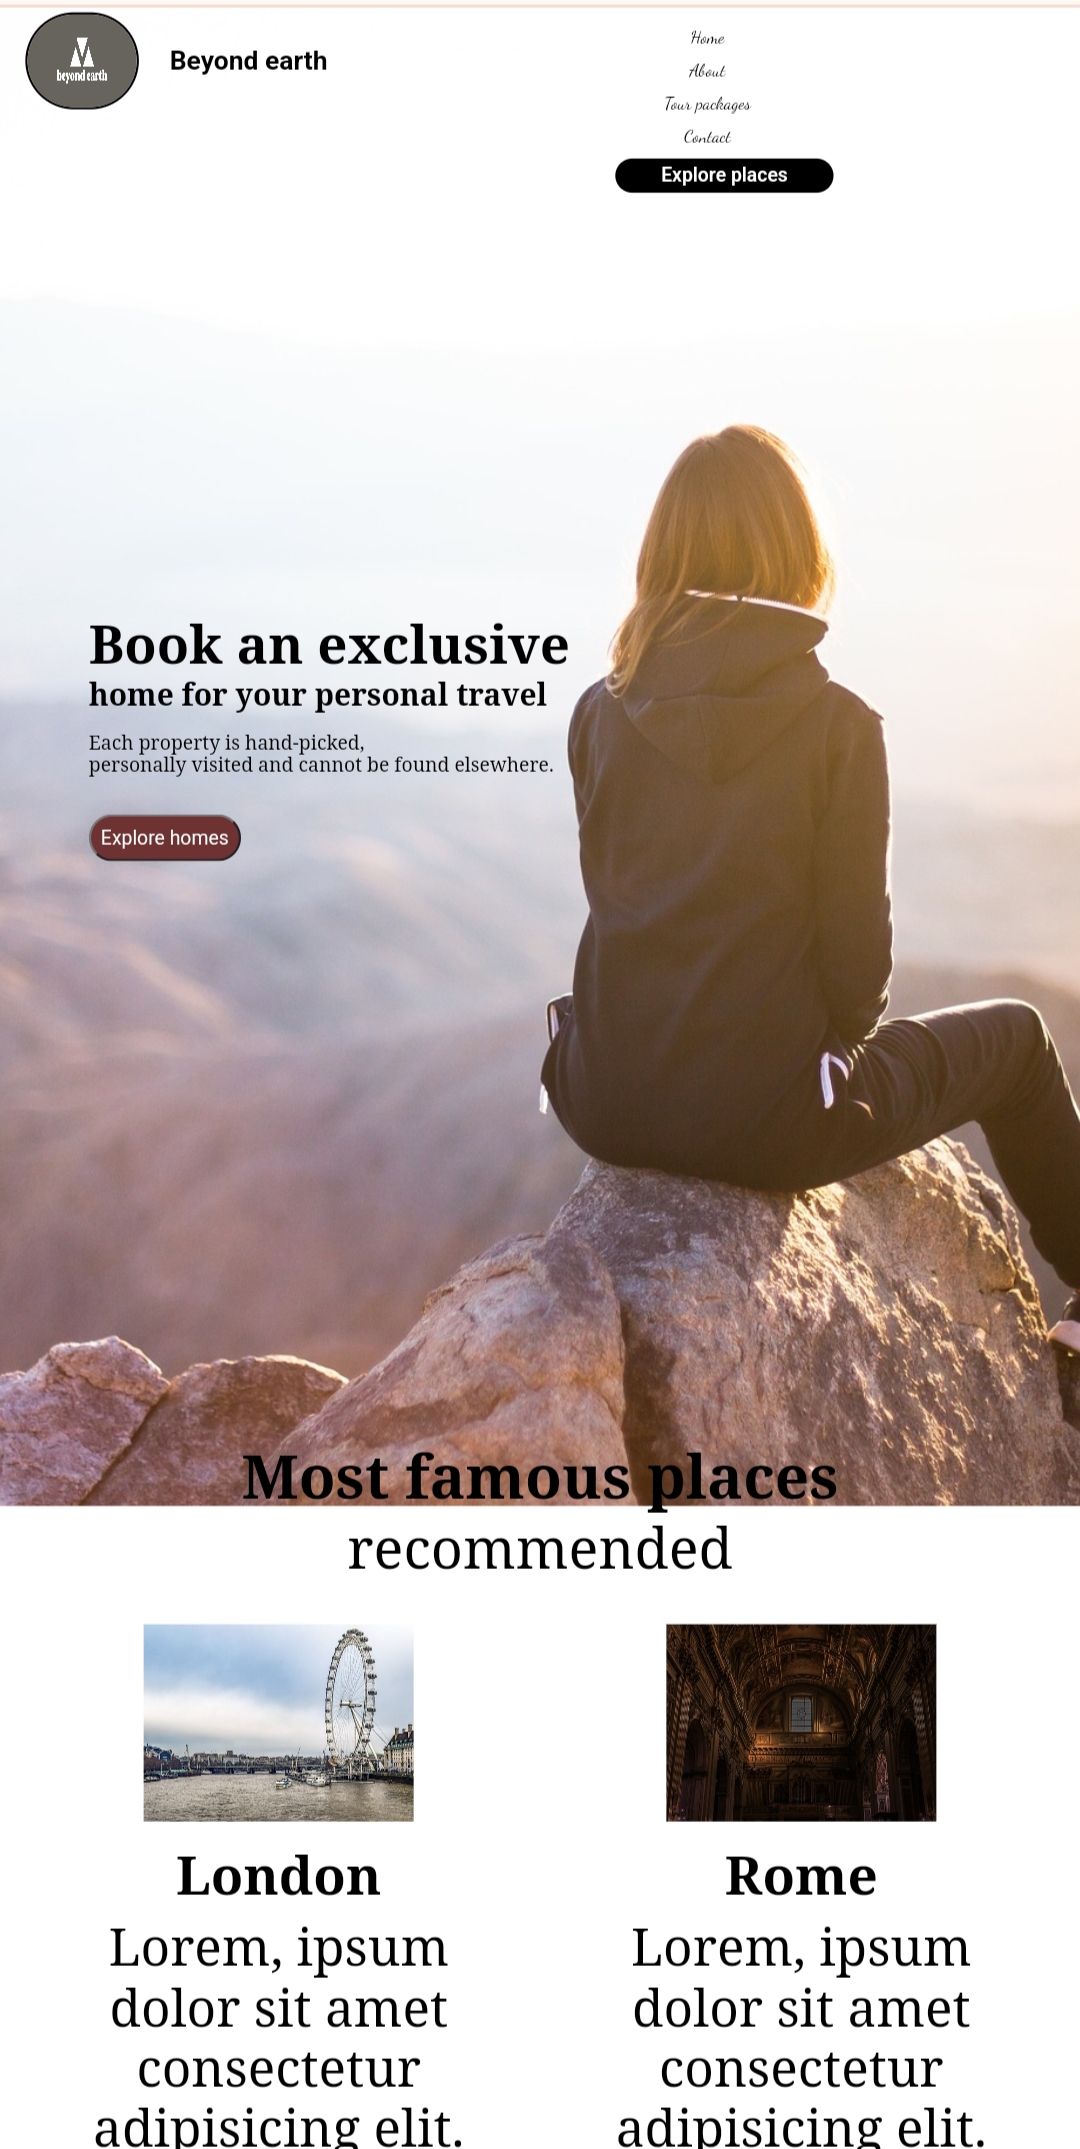 beyond earth
Beyond earth
Home
About
Tour packages
Contact
Explore places
Book an exclusive
home for your personal travel
Each property is hand-picked,
personally visited and cannot be found elsewhere.
Explore homes
Most famous places
recommended
London
Lorem, ipsum
dolor sit amet
consectetur
adipisicing elit.
Rome
Lorem, ipsum
dolor sit amet
consectetur
adipisicing elit.